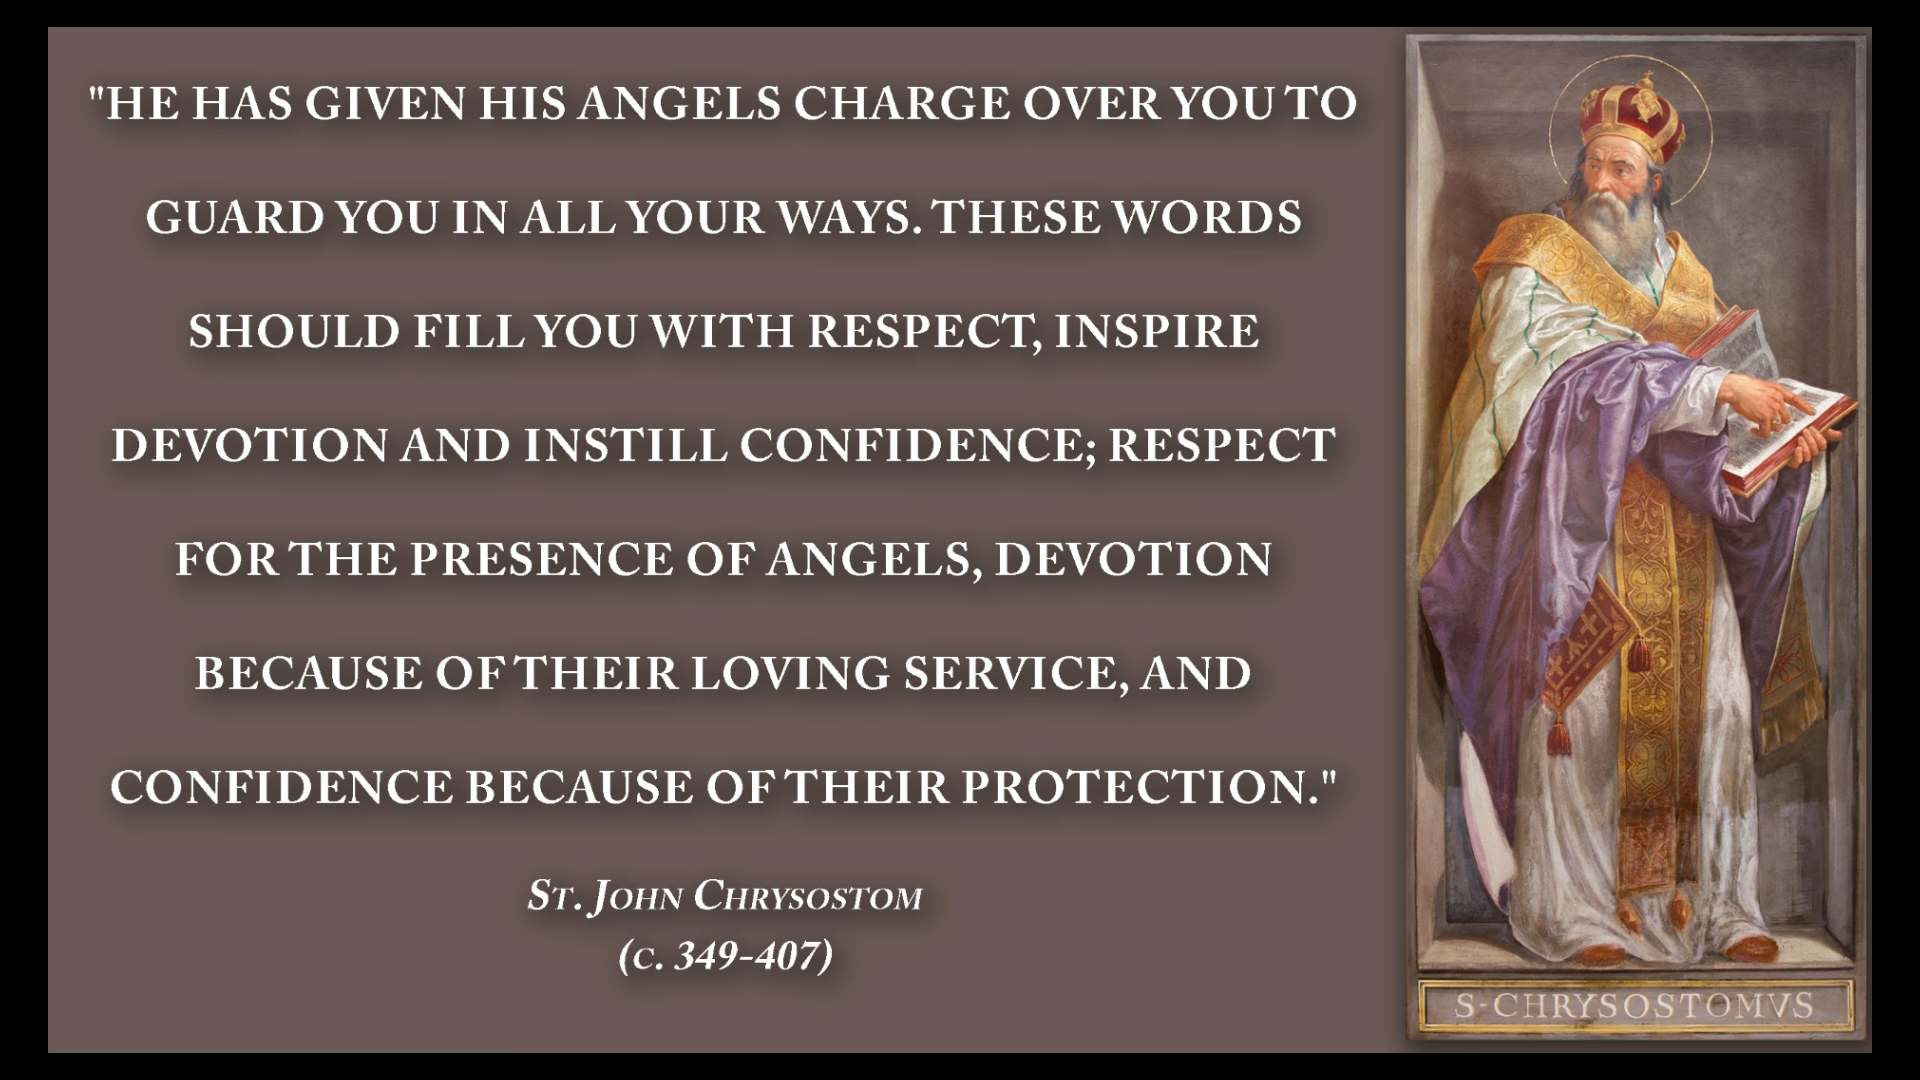 "HE HAS GIVEN HIS ANGELS CHARGE OVER YOU TO
GUARD YOU IN ALL YOUR WAYS. THESE WORDS
SHOULD FILL YOU WITH RESPECT, INSPIRE
DEVOTION AND INSTILL CONFIDENCE; RESPECT
FOR THE PRESENCE OF ANGELS, DEVOTION
BECAUSE OF THEIR LOVING SERVICE, AND
CONFIDENCE BECAUSE OF THEIR PROTECTION."
ST. JOHN CHRYSOSTOM
(C. 349-407)
S-CHRYSOSTOMVS